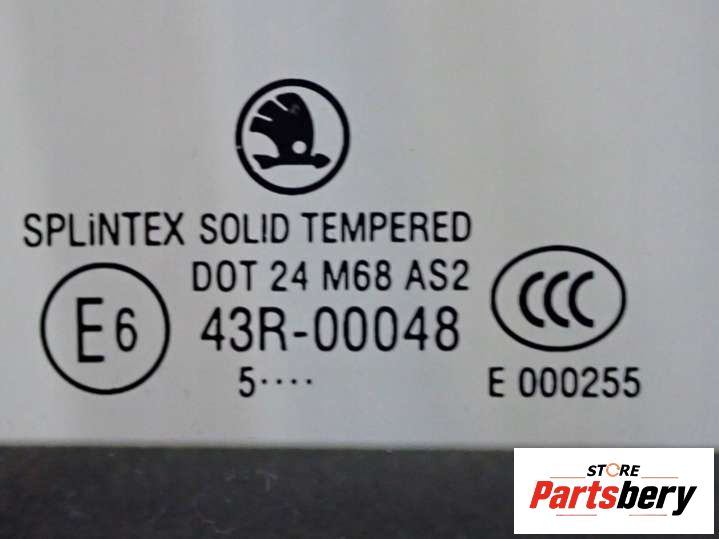 SPLiNTEX SOLID TEMPERED
DOT 24 M68 AS2
E6 43R-00048 CCC
5···· E 000255
STORE
Partsbery